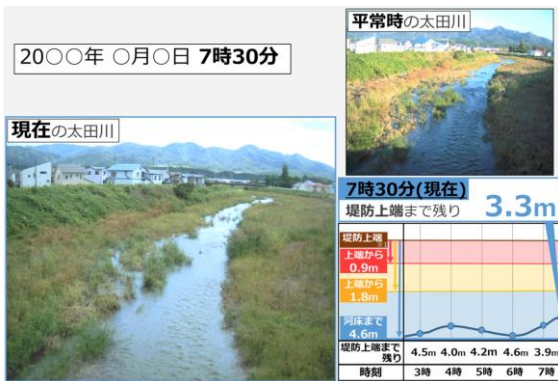 20○○年 ○月○日 7時30分
平常時の太田川
現在の太田川
7時30分(現在)
堤防上端まで残り 3.3m
堤防上端
上端から
0.9m
上端から
1.8m
河床まで
4.6m
堤防上端まで
残り
4.5m 4.0m 4.2m 4.6m 3.9m
時刻 3時 4時 5時 6時 7時